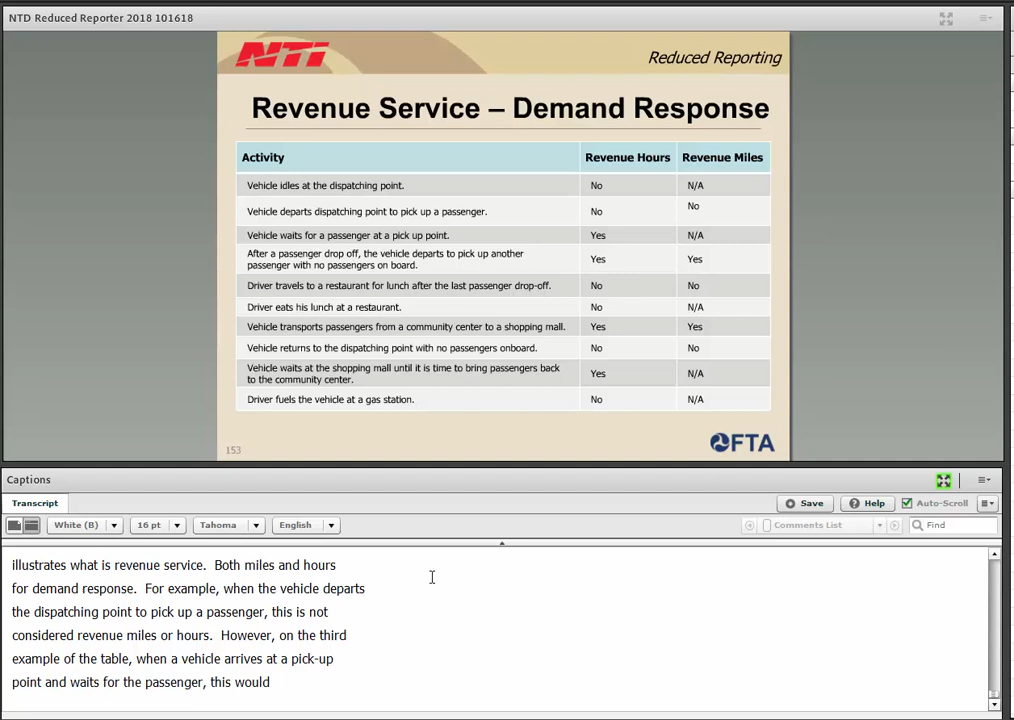 NTD Reduced Reporter 2018 101618
NTI
Reduced Reporting
Revenue Service – Demand Response
Activity Revenue Hours Revenue Miles
Vehicle idles at the dispatching point. No N/A
Vehicle departs dispatching point to pick up a passenger. No No
Vehicle waits for a passenger at a pick up point. Yes N/A
After a passenger drop off, the vehicle departs to pick up another
passenger with no passengers on board. Yes Yes
Driver travels to a restaurant for lunch after the last passenger drop-off. No No
Driver eats his lunch at a restaurant. No N/A
Vehicle transports passengers from a community center to a shopping mall. Yes Yes
Vehicle returns to the dispatching point with no passengers onboard. No No
Vehicle waits at the shopping mall until it is time to bring passengers back
to the community center. Yes N/A
Driver fuels the vehicle at a gas station. No N/A
153
FTA
Captions
Transcript Save Help Auto-Scroll
White (B) 16 pt Tahoma English Comments List Find
illustrates what is revenue service.  Both miles and hours
for demand response.  For example, when the vehicle departs
the dispatching point to pick up a passenger, this is not
considered revenue miles or hours.  However, on the third
example of the table, when a vehicle arrives at a pick-up
point and waits for the passenger, this would